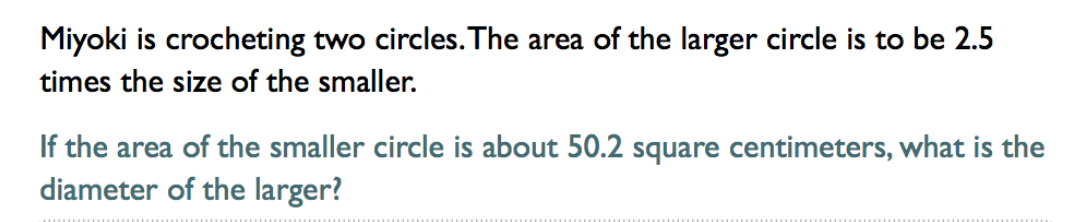 Miyoki is crocheting two circles. The area of the larger circle is to be 2.5
times the size of the smaller.
If the area of the smaller circle is about 50.2 square centimeters, what is the
diameter of the larger?